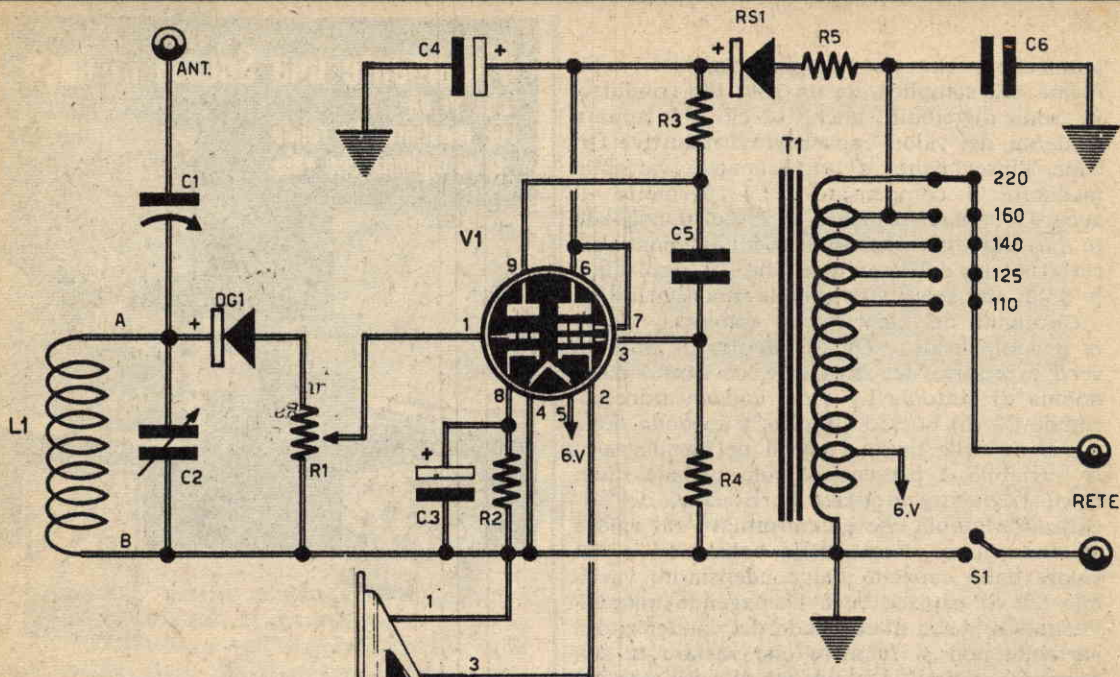 ANT.
C4
+
+
RS1
R5
C6
R3
T1
C1
V1
C5
220
160
140
125
110
9
6
1
7
3
A
+
DG1
L1
C2
R1
8
4
5
2
6.V
+
C3
R2
R4
6.V
RETE
B
S1
1
3